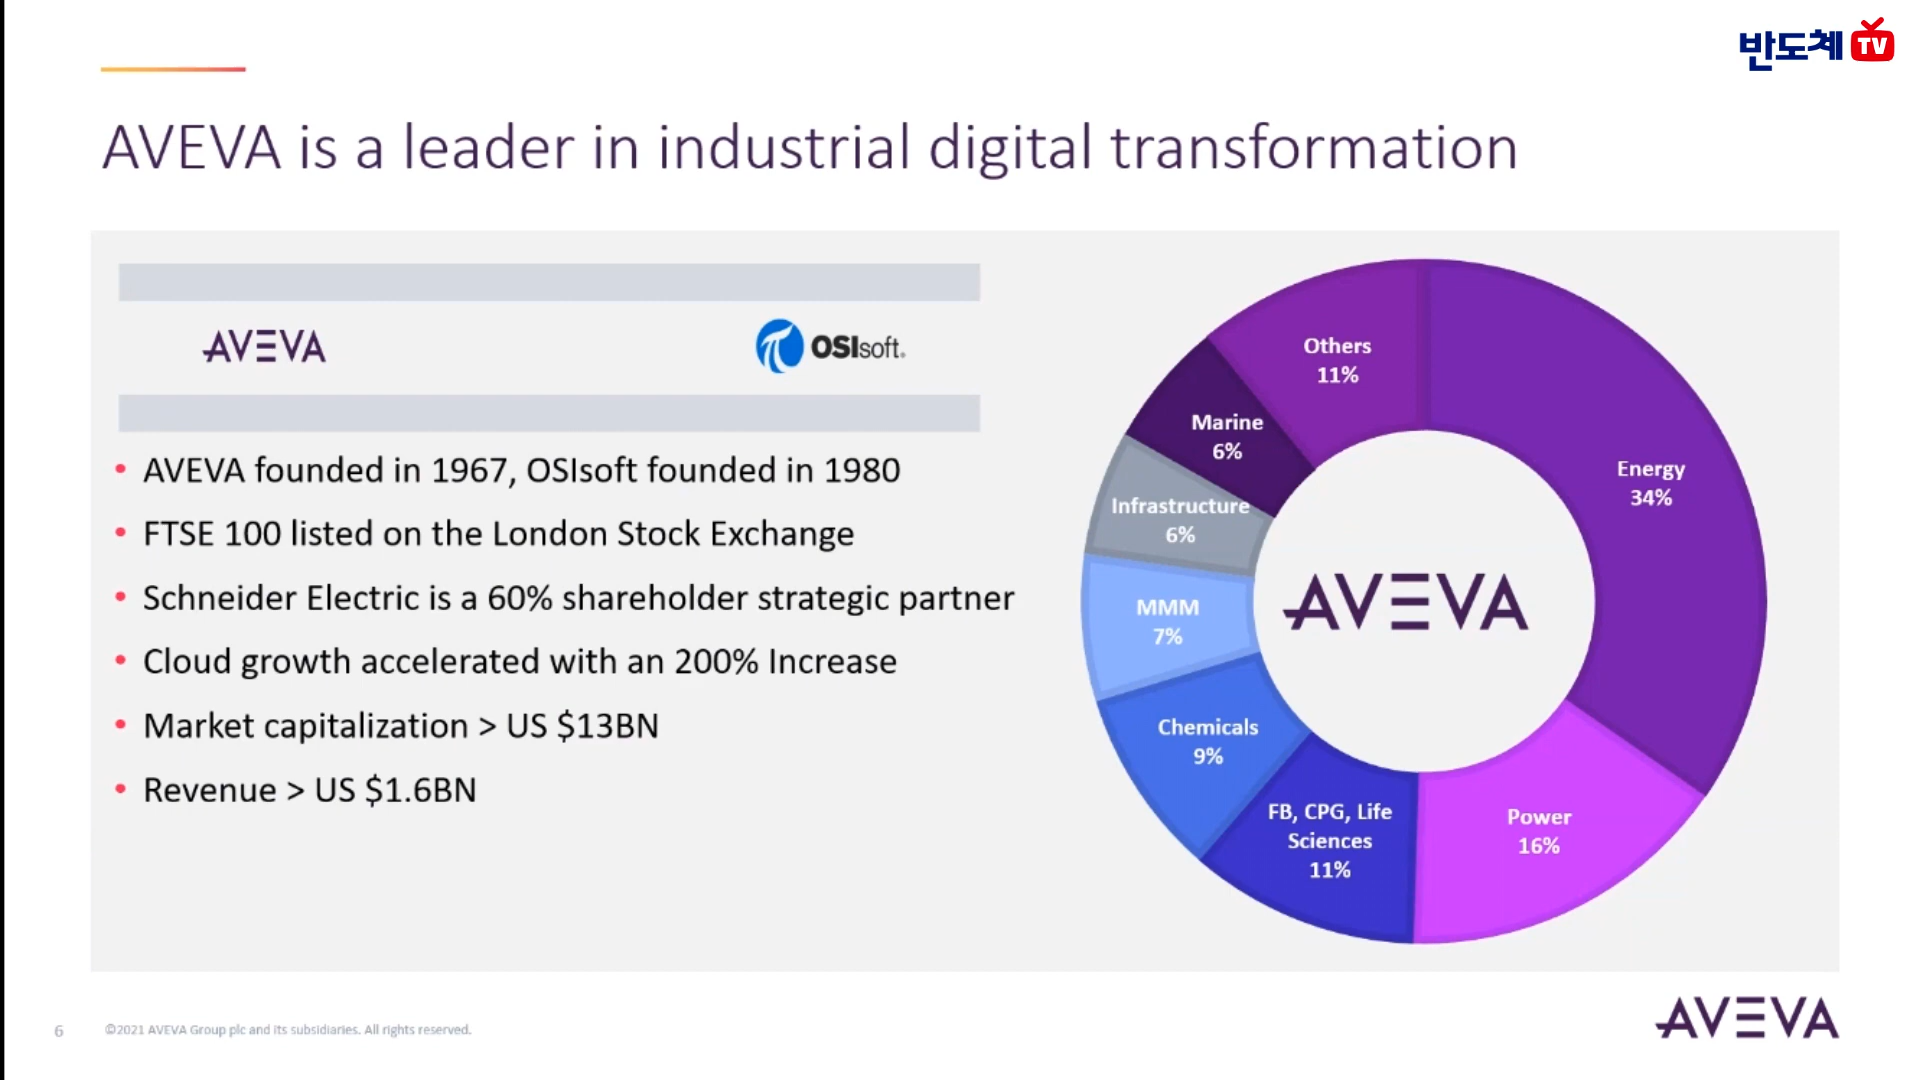 반도체 TV
AVEVA is a leader in industrial digital transformation
AVEVA
OSIsoft.
• AVEVA founded in 1967, OSIsoft founded in 1980
• FTSE 100 listed on the London Stock Exchange
• Schneider Electric is a 60% shareholder strategic partner
• Cloud growth accelerated with an 200% Increase
• Market capitalization > US $13BN
• Revenue > US $1.6BN
Others
11%
Marine
6%
Infrastructure
6%
MMM
7%
Chemicals
9%
FB, CPG, Life
Sciences
11%
Power
16%
Energy
34%
AVEVA
6
©2021 AVEVA Group plc and its subsidiaries. All rights reserved.
AVEVA